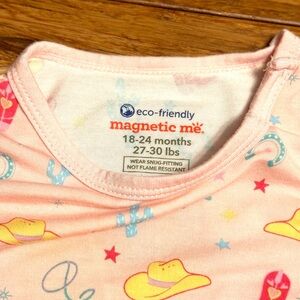 eco-friendly
magnetic me.
18-24 months
27-30 lbs
WEAR SNUG-FITTING
NOT FLAME RESISTANT